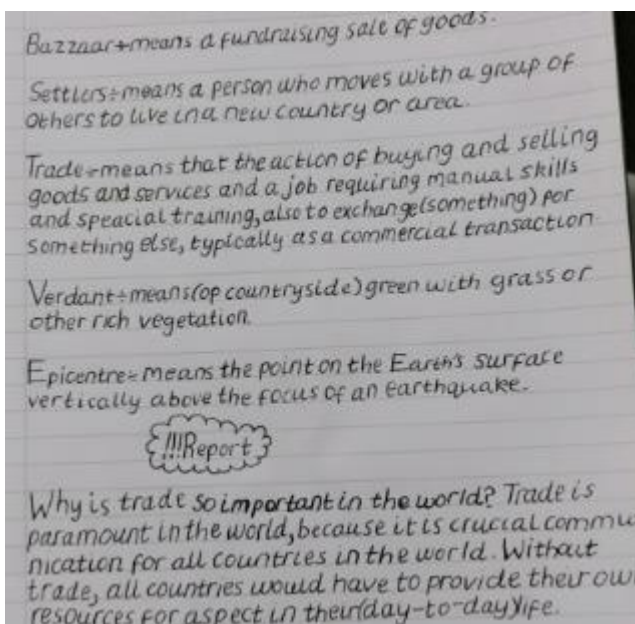 Bazzaar÷means a fundraising sale of goods.
Settlers÷means a person who moves with a group of
others to live in a new country or area.
Trade÷means that the action of buying and selling
goods and services and a job requiring manual skills
and speacial training, also to exchange(something) for
something else, typically as a commercial transaction
Verdant÷means(of countryside) green with grass or
other rich vegetation.
Epicentre÷means the point on the Earth's surface
vertically above the focus of an earthquake.
!!!Report
Why is trade so important in the world? Trade is
paramount in the world, because it is crucial commu
nication for all countries in the world. Without
trade, all countries would have to provide their ow
resources for aspect in their(day-to-day)life.